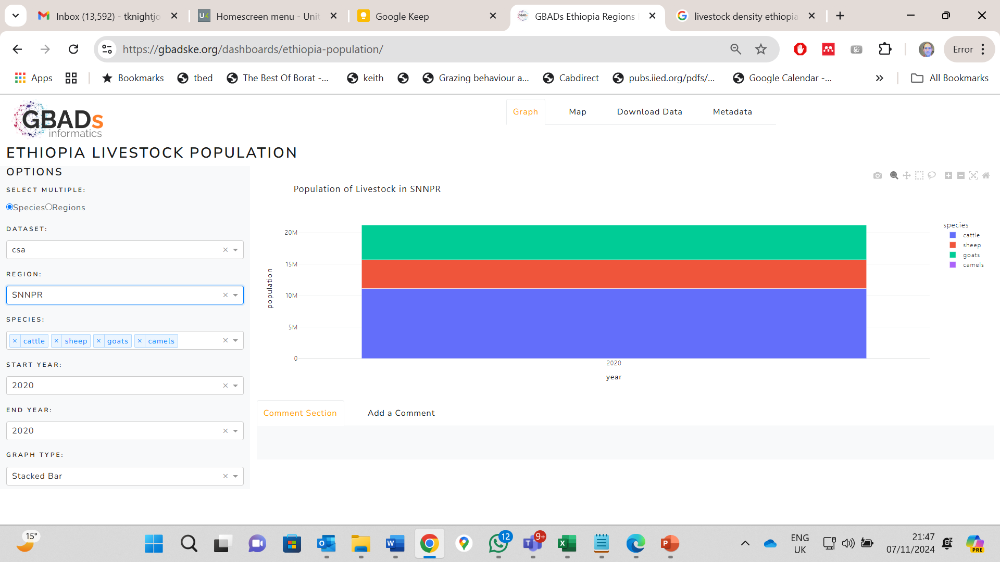 Inbox (13,592) - tknightjo
Homescreen menu - Unit
Google Keep
GBADs Ethiopia Regions
livestock density ethiopia
https://gbadske.org/dashboards/ethiopia-population/
Error
Apps
Bookmarks
tbed
The Best Of Borat -...
keith
Grazing behaviour a...
Cabdirect
pubs.iied.org/pdfs/...
Google Calendar -...
All Bookmarks
GBADs
informatics
Graph
Map
Download Data
Metadata
ETHIOPIA LIVESTOCK POPULATION
OPTIONS
SELECT MULTIPLE:
Species Regions
DATASET:
csa
REGION:
SNNPR
SPECIES:
× cattle × sheep × goats × camels
START YEAR:
2020
END YEAR:
2020
GRAPH TYPE:
Stacked Bar
Population of Livestock in SNNPR
population
20M
15M
10M
5M
0
2020
year
species
cattle
sheep
goats
camels
Comment Section
Add a Comment
15°
12
9+
ENG
UK
21:47
07/11/2024
PRE